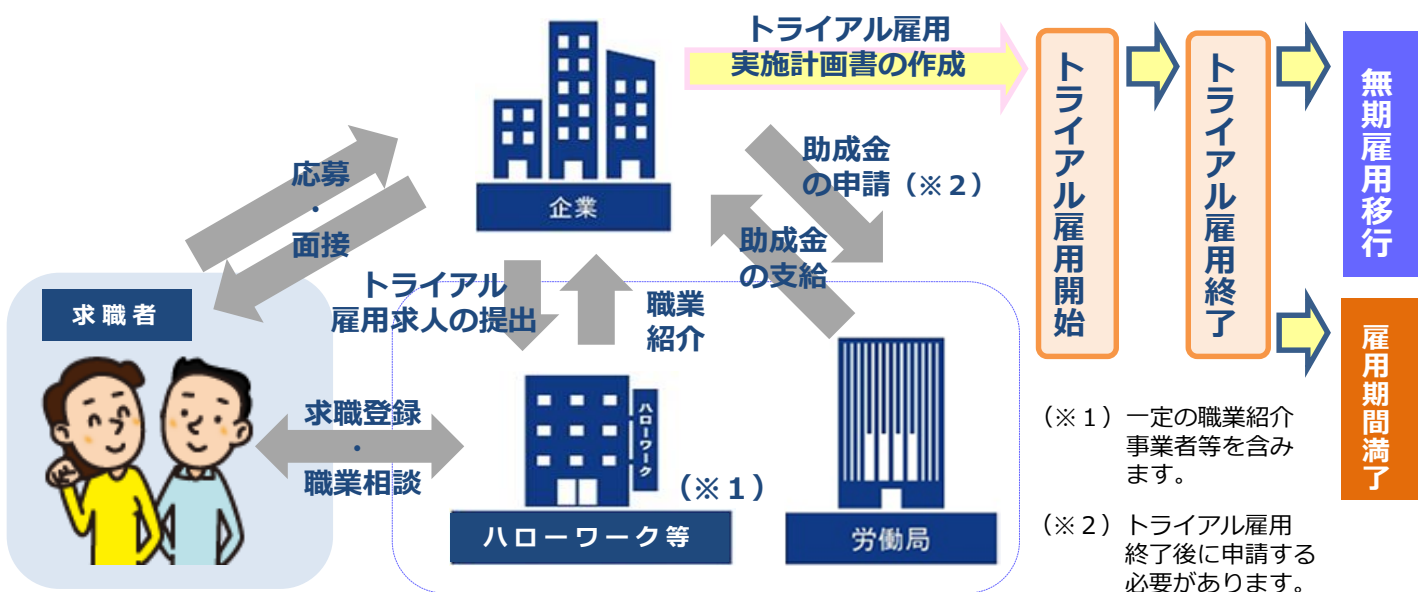 トライアル雇用
実施計画書の作成
トライアル雇用開始
トライアル雇用終了
無期雇用移行
雇用期間満了
企業
応募
・
面接
助成金
の申請（※２）
助成金
の支給
求職者
トライアル
雇用求人の提出
職業
紹介
求職登録
・
職業相談
ハローワーク
（※１）
ハローワーク等
労働局
（※１）一定の職業紹介
事業者等を含み
ます。
（※２）トライアル雇用
終了後に申請する
必要があります。